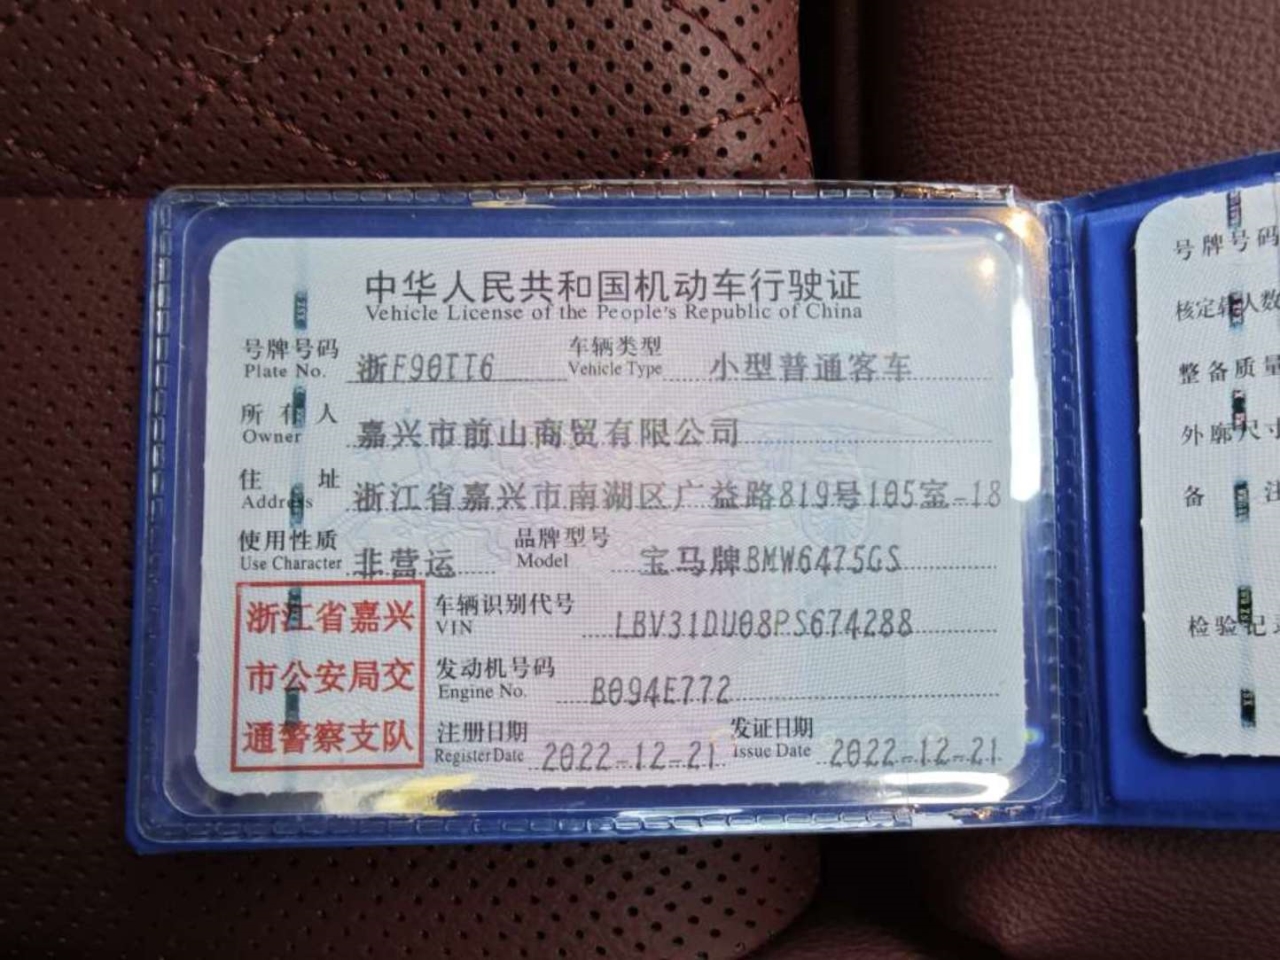 中华人民共和国机动车行驶证
Vehicle License of the People's Republic of China
号牌号码 浙F90TT6 车辆类型 小型普通客车
Plate No. Vehicle Type
所有人 嘉兴市前山商贸有限公司
Owner
住址 浙江省嘉兴市南湖区广益路819号105室-18
Address
使用性质 非营运 品牌型号 宝马牌BMW6475GS
Use Character Model
浙江省嘉兴
市公安局交
通警察支队
车辆识别代号 LBV31DU08PS674288
VIN
发动机号码 B094E772
Engine No.
注册日期 2022-12-21 发证日期 2022-12-21
Register Date Issue Date
号牌号码
核定载人数
整备质量
外廓尺寸
备 注
检验记